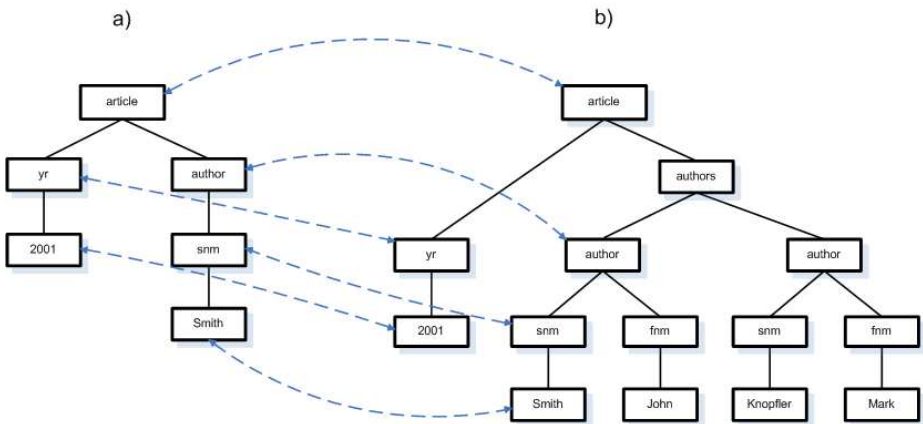 a)
b)
article
article
yr
author
authors
2001
snm
yr
author
author
Smith
2001
snm
fnm
snm
fnm
Smith
John
Knopfler
Mark